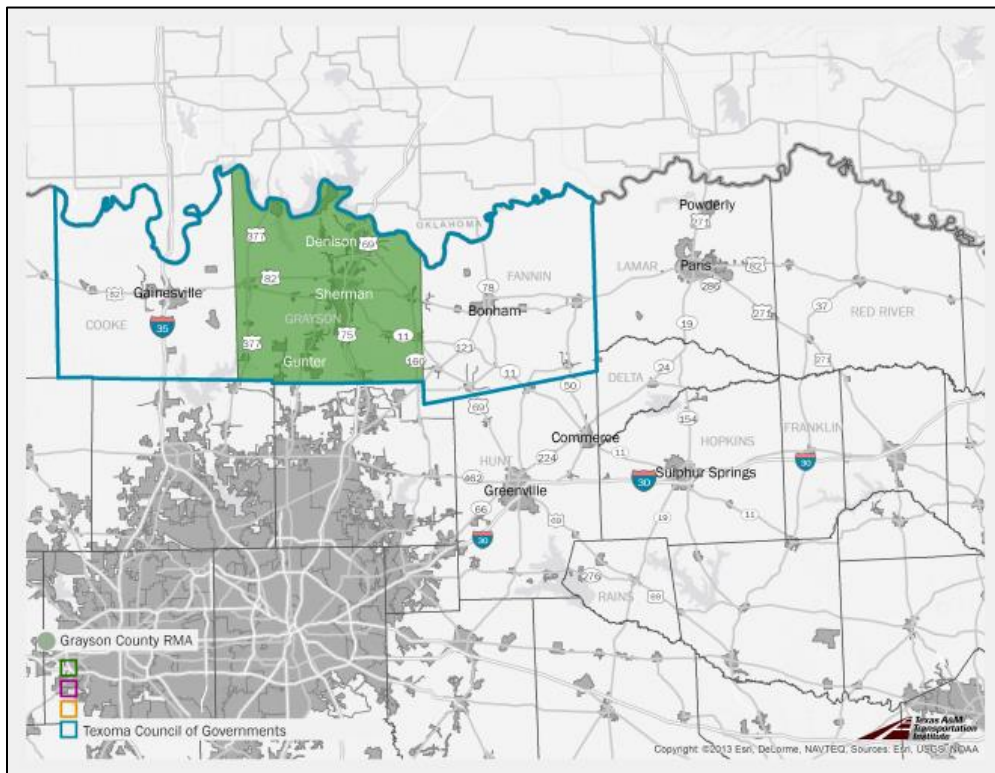 Powderly
271
OKLAHOMA
377
Denison
69
FANNIN
LAMAR
Paris
82
82
78
286
82
Gainesville
Sherman
Bonham
37
COOKE
35
GRAYSON
75
271
RED RIVER
19
377
11
121
Gunter
160
11
24
271
50
DELTA
69
154
Commerce
HOPKINS
FRANKLIN
HUNT
224
11
30
Sulphur Springs
30
462
Greenville
66
69
19
11
30
276
RAINS
69
Grayson County RMA
Texoma Council of Governments
Texas A&M
Transportation
Institute
Copyright ©2013 Esri, DeLorme, NAVTEQ, Sources: Esri, USGS, NOAA